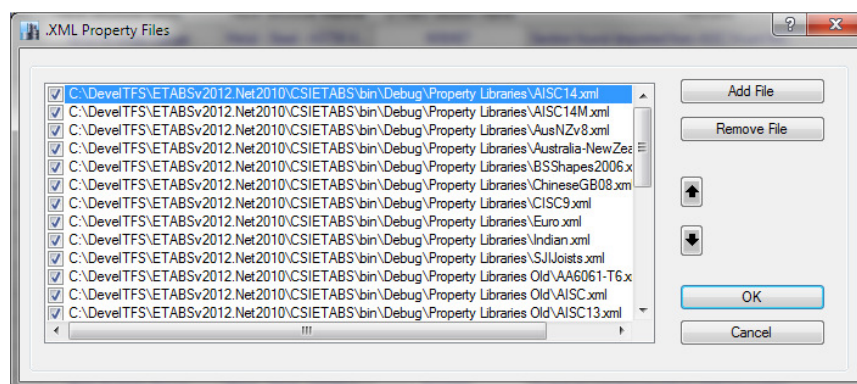 .XML Property Files
C:\DevelTFS\ETABSv2012.Net2010\CSIETABS\bin\Debug\Property Libraries\AISC14.xml
C:\DevelTFS\ETABSv2012.Net2010\CSIETABS\bin\Debug\Property Libraries\AISC14M.xml
C:\DevelTFS\ETABSv2012.Net2010\CSIETABS\bin\Debug\Property Libraries\AusNZv8.xml
C:\DevelTFS\ETABSv2012.Net2010\CSIETABS\bin\Debug\Property Libraries\Australia-NewZea
C:\DevelTFS\ETABSv2012.Net2010\CSIETABS\bin\Debug\Property Libraries\BSShapes2006.x
C:\DevelTFS\ETABSv2012.Net2010\CSIETABS\bin\Debug\Property Libraries\ChineseGB08.xm
C:\DevelTFS\ETABSv2012.Net2010\CSIETABS\bin\Debug\Property Libraries\CISC9.xml
C:\DevelTFS\ETABSv2012.Net2010\CSIETABS\bin\Debug\Property Libraries\Euro.xml
C:\DevelTFS\ETABSv2012.Net2010\CSIETABS\bin\Debug\Property Libraries\Indian.xml
C:\DevelTFS\ETABSv2012.Net2010\CSIETABS\bin\Debug\Property Libraries\SJIJoists.xml
C:\DevelTFS\ETABSv2012.Net2010\CSIETABS\bin\Debug\Property Libraries Old\AA6061-T6.x
C:\DevelTFS\ETABSv2012.Net2010\CSIETABS\bin\Debug\Property Libraries Old\AISC.xml
C:\DevelTFS\ETABSv2012.Net2010\CSIETABS\bin\Debug\Property Libraries Old\AISC13.xml
Add File
Remove File
OK
Cancel